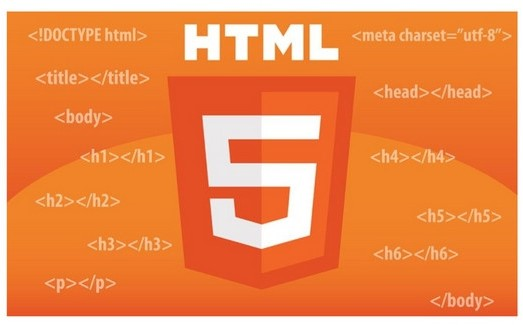 HTML
5
<!DOCTYPE html>
<title></title>
<body>
<h1></h1>
<h2></h2>
<h3></h3>
<p></p>
<meta charset="utf-8">
<head></head>
<h4></h4>
<h5></h5>
<h6></h6>
</body>